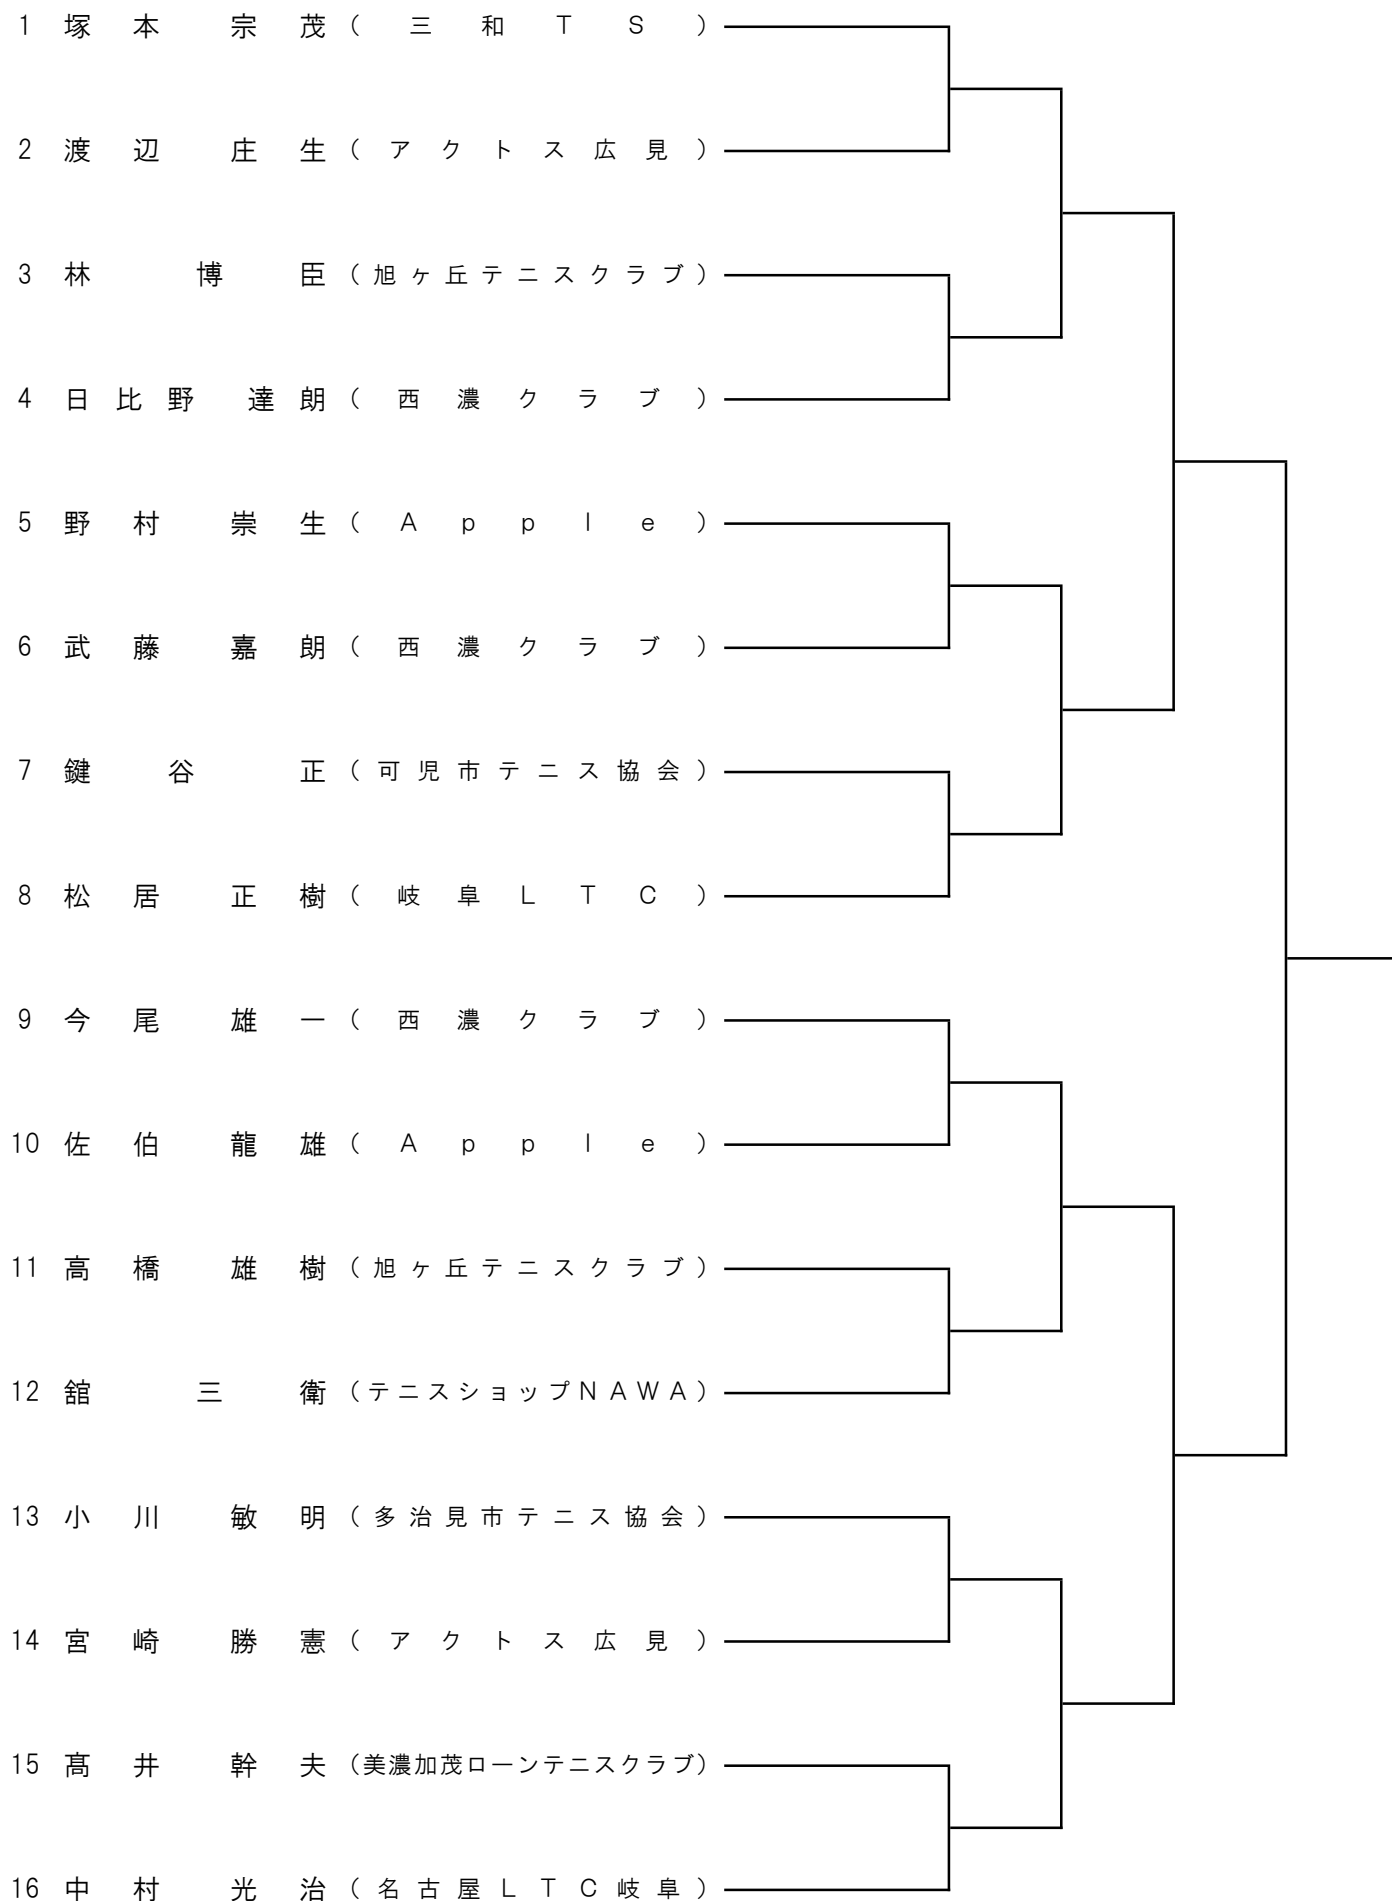 1 塚本 宗茂 (三和TS)
2 渡辺 庄生 (アクトス広見)
3 林 博臣 (旭ヶ丘テニスクラブ)
4 日比野 達朗 (西濃クラブ)
5 野村 崇生 (Apple)
6 武藤 嘉朗 (西濃クラブ)
7 鍵谷 正 (可児市テニス協会)
8 松居 正樹 (岐阜LTC)
9 今尾 雄一 (西濃クラブ)
10 佐伯 龍雄 (Apple)
11 高橋 雄樹 (旭ヶ丘テニスクラブ)
12 舘 三衛 (テニスショップNAWA)
13 小川 敏明 (多治見市テニス協会)
14 宮崎 勝憲 (アクトス広見)
15 髙井 幹夫 (美濃加茂ローンテニスクラブ)
16 中村 光治 (名古屋LTC岐阜)